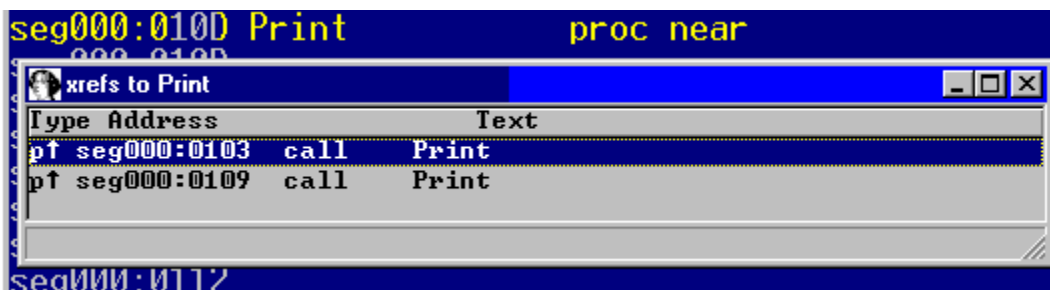 seg000:010D Print proc near
xrefs to Print
Type Address Text
p↑ seg000:0103 call Print
p↑ seg000:0109 call Print
seg000:0112